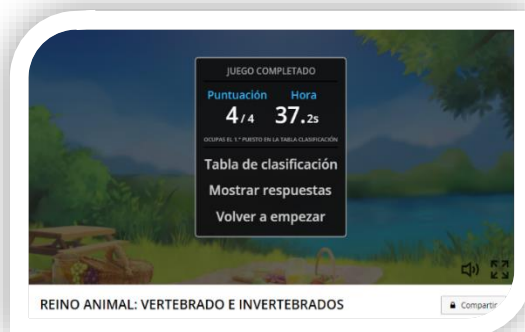 JUEGO COMPLETADO
Puntuación Hora
4/4 37.2s
OCUPAS EL 1.º PUESTO EN LA TABLA CLASIFICACIÓN
Tabla de clasificación
Mostrar respuestas
Volver a empezar
REINO ANIMAL: VERTEBRADO E INVERTEBRADOS
Compartir